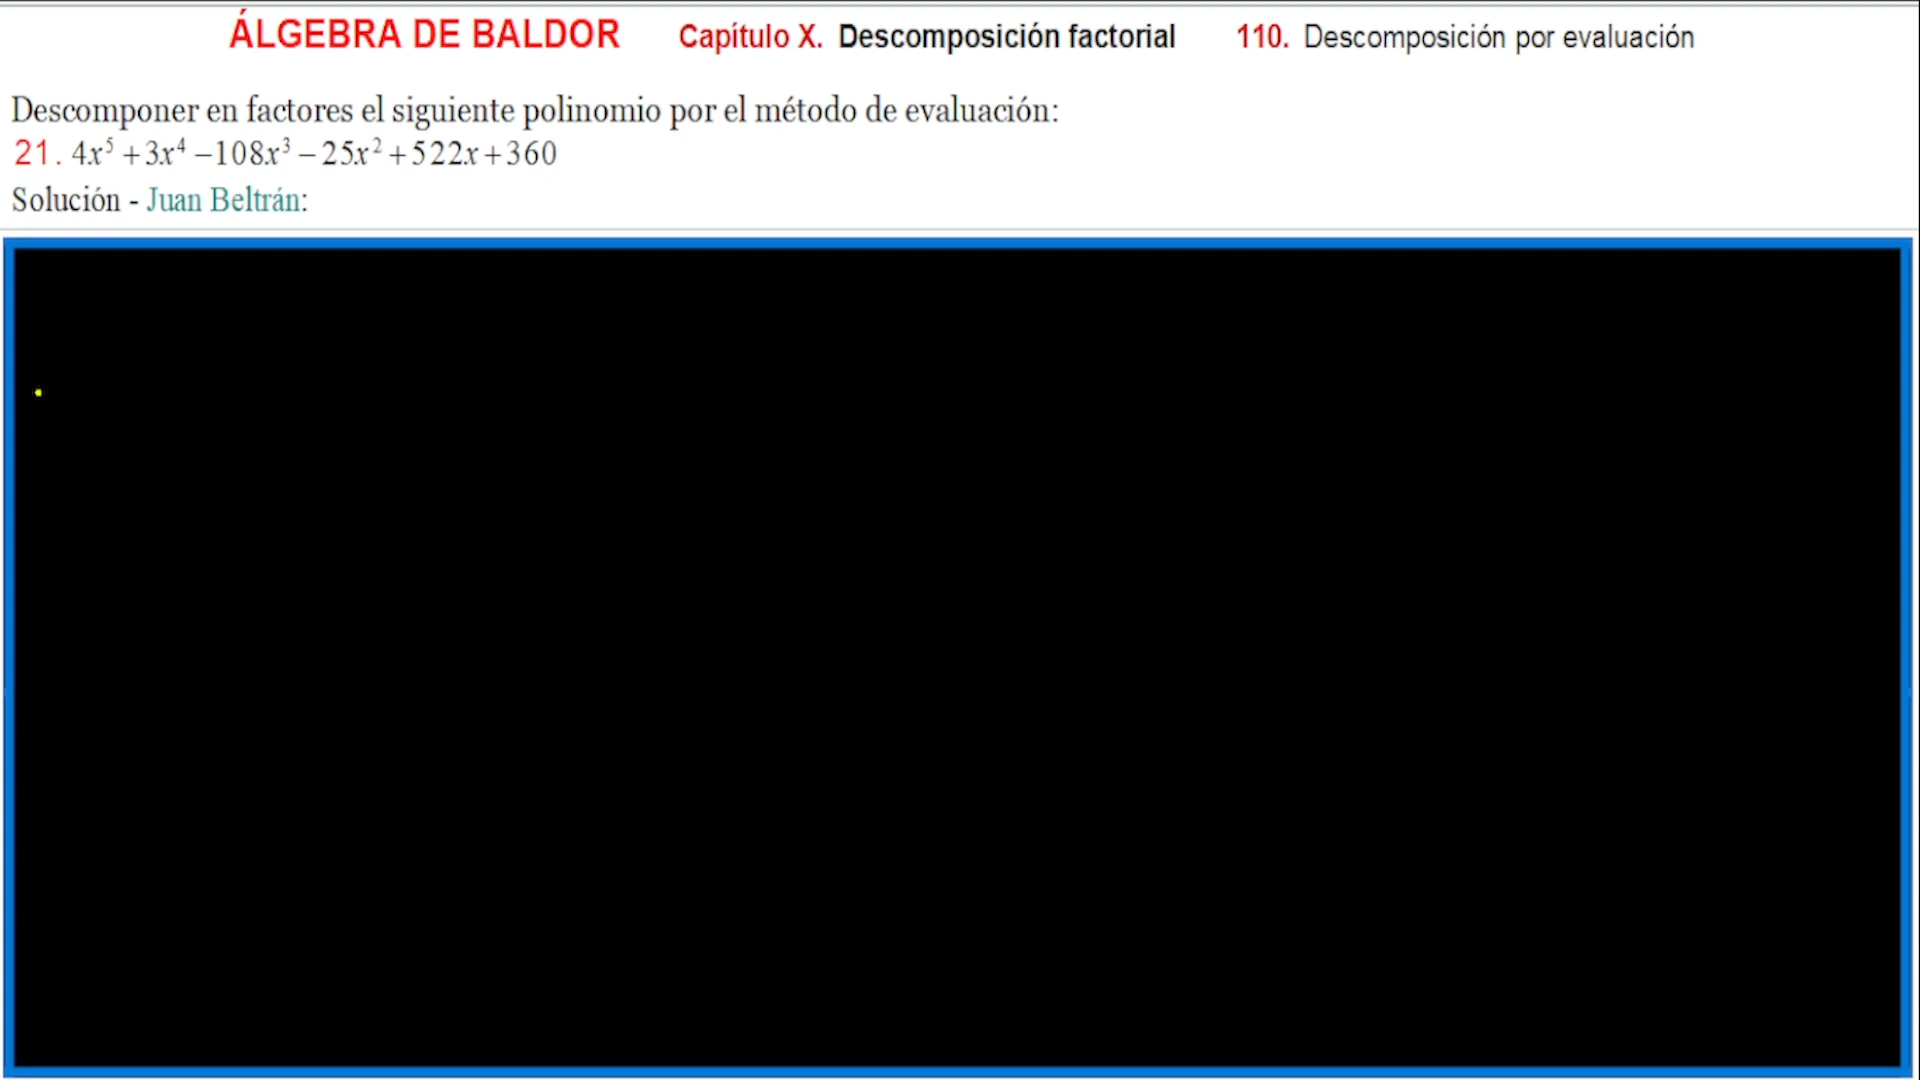 ÁLGEBRA DE BALDOR Capítulo X. Descomposición factorial 110. Descomposición por evaluación
Descomponer en factores el siguiente polinomio por el método de evaluación:
21. 4x⁵ +3x⁴ −108x³ − 25x² +522x+360
Solución - Juan Beltrán: